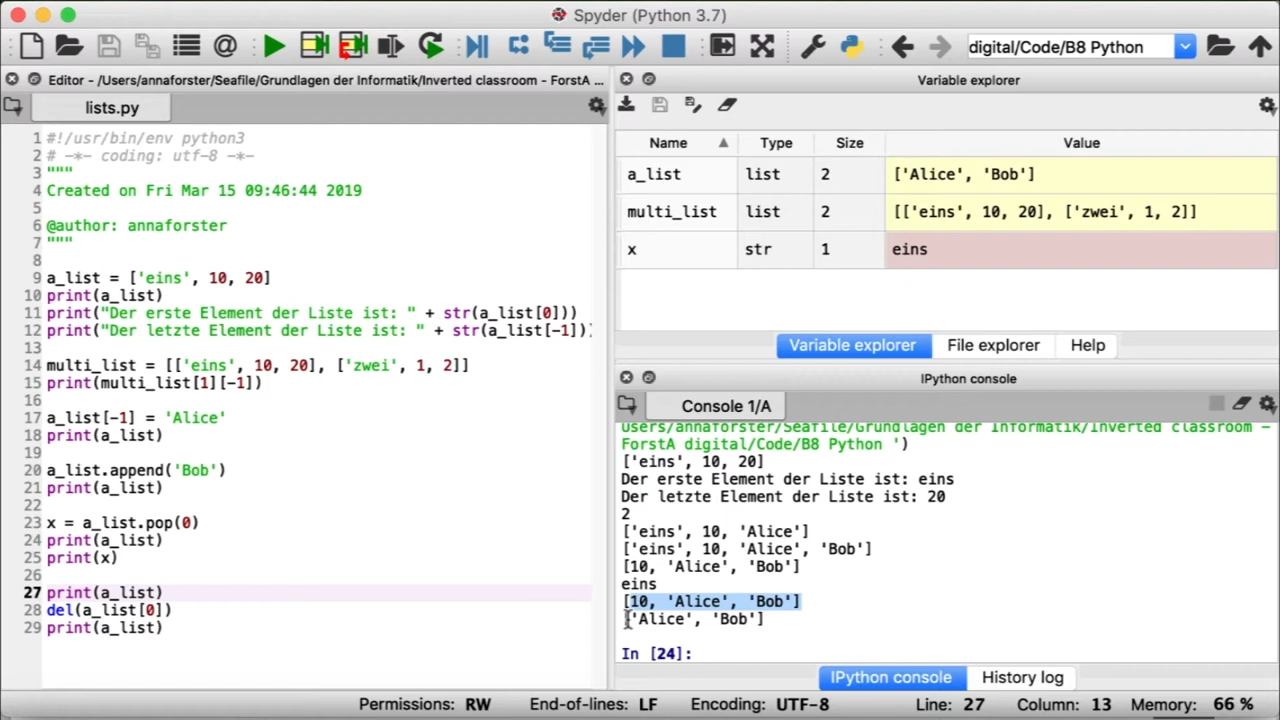 Spyder (Python 3.7)
digital/Code/B8 Python
Editor - /Users/annaforster/Seafile/Grundlagen der Informatik/Inverted classroom - ForstA ...
lists.py
1 #!/usr/bin/env python3
2 # -*- coding: utf-8 -*-
3 """
4 Created on Fri Mar 15 09:46:44 2019
5
6 @author: annaforster
7 """
8
9 a_list = ['eins', 10, 20]
10 print(a_list)
11 print("Der erste Element der Liste ist: " + str(a_list[0]))
12 print("Der letzte Element der Liste ist: " + str(a_list[-1]))
13
14 multi_list = [['eins', 10, 20], ['zwei', 1, 2]]
15 print(multi_list[1][-1])
16
17 a_list[-1] = 'Alice'
18 print(a_list)
19
20 a_list.append('Bob')
21 print(a_list)
22
23 x = a_list.pop(0)
24 print(a_list)
25 print(x)
26
27 print(a_list)
28 del(a_list[0])
29 print(a_list)
Variable explorer
Name Type Size Value
a_list list 2 ['Alice', 'Bob']
multi_list list 2 [['eins', 10, 20], ['zwei', 1, 2]]
x str 1 eins
Variable explorer File explorer Help
IPython console
Console 1/A
Users/annaforster/Seafile/Grundlagen der Informatik/Inverted classroom -
ForstA digital/Code/B8 Python ')
['eins', 10, 20]
Der erste Element der Liste ist: eins
Der letzte Element der Liste ist: 20
2
['eins', 10, 'Alice']
['eins', 10, 'Alice', 'Bob']
[10, 'Alice', 'Bob']
eins
[10, 'Alice', 'Bob']
['Alice', 'Bob']
In [24]:
IPython console History log
Permissions: RW End-of-lines: LF Encoding: UTF-8 Line: 27 Column: 13 Memory: 66 %